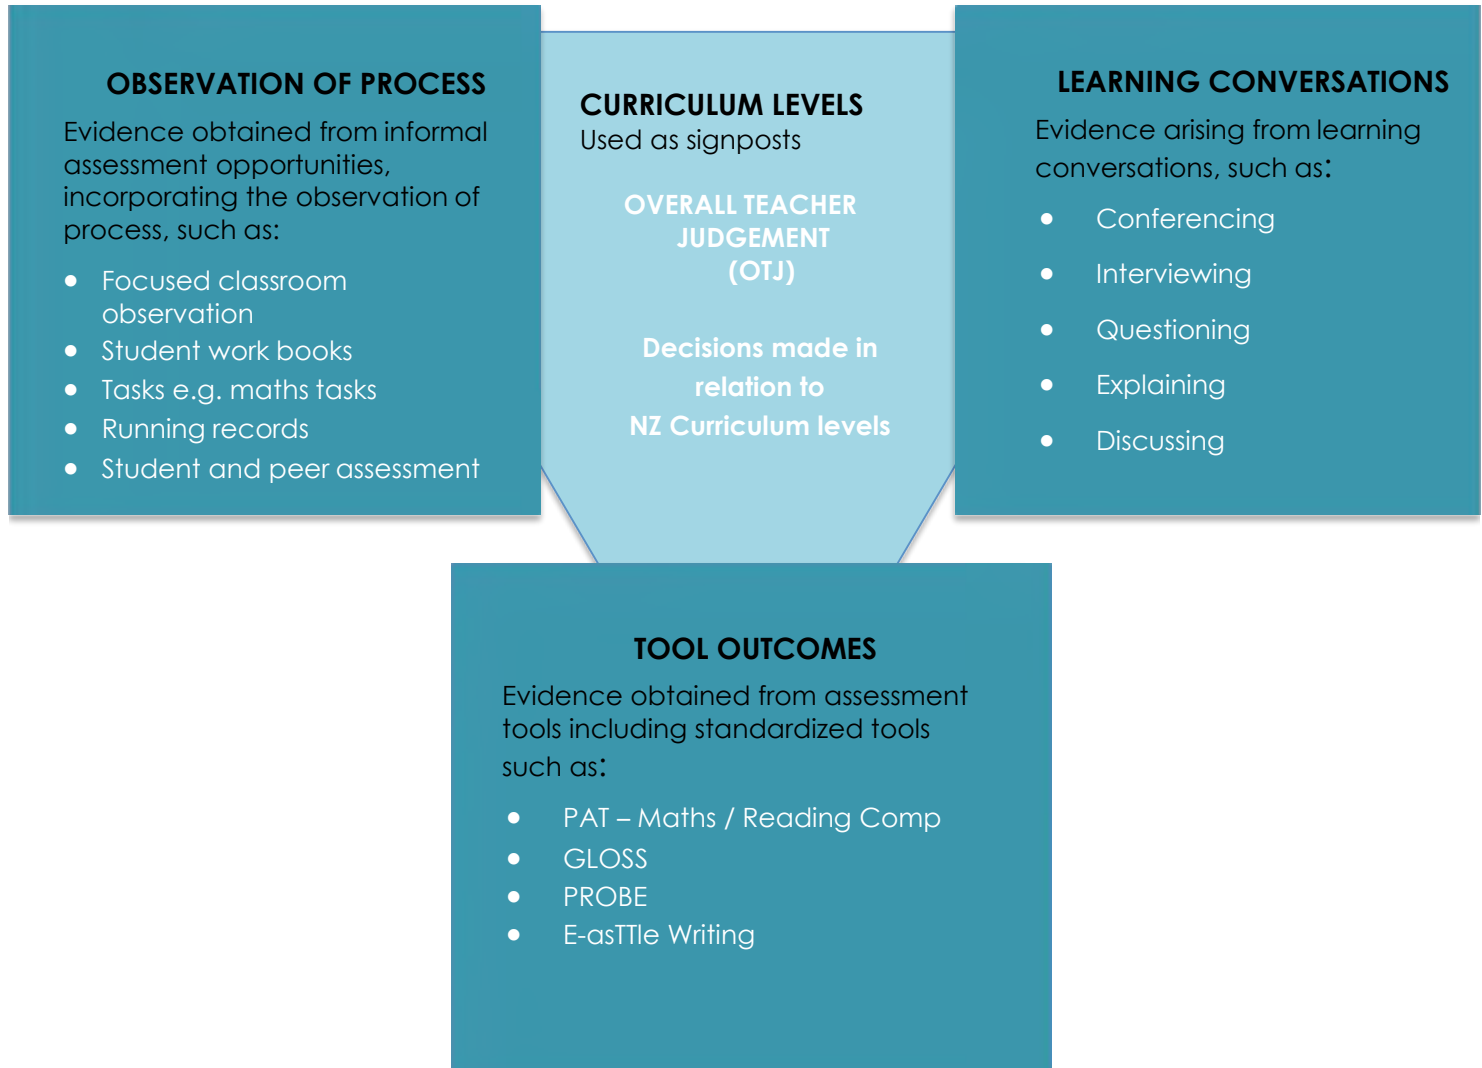 OBSERVATION OF PROCESS
Evidence obtained from informal
assessment opportunities,
incorporating the observation of
process, such as:
• Focused classroom
observation
• Student work books
• Tasks e.g. maths tasks
• Running records
• Student and peer assessment
CURRICULUM LEVELS
Used as signposts
OVERALL TEACHER
JUDGEMENT
(OTJ)
Decisions made in
relation to
NZ Curriculum levels
LEARNING CONVERSATIONS
Evidence arising from learning
conversations, such as:
• Conferencing
• Interviewing
• Questioning
• Explaining
• Discussing
TOOL OUTCOMES
Evidence obtained from assessment
tools including standardized tools
such as:
• PAT – Maths / Reading Comp
• GLOSS
• PROBE
• E-asTTle Writing